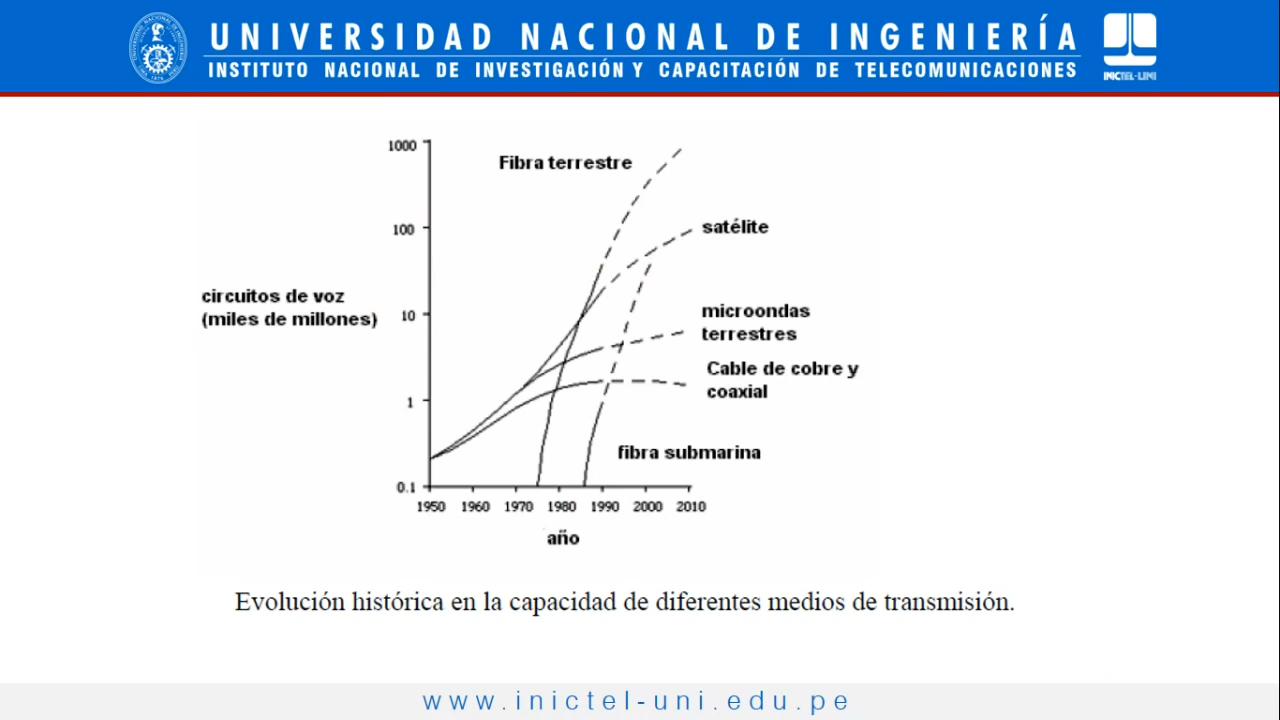 UNIVERSIDAD NACIONAL DE INGENIERÍA
INSTITUTO NACIONAL DE INVESTIGACIÓN Y CAPACITACIÓN DE TELECOMUNICACIONES
INICTEL-UNI
1000
Fibra terrestre
100
satélite
circuitos de voz
(miles de millones)
10
microondas
terrestres
Cable de cobre y
coaxial
1
fibra submarina
0.1
1950 1960 1970 1980 1990 2000 2010
año
Evolución histórica en la capacidad de diferentes medios de transmisión.
www.inictel-uni.edu.pe